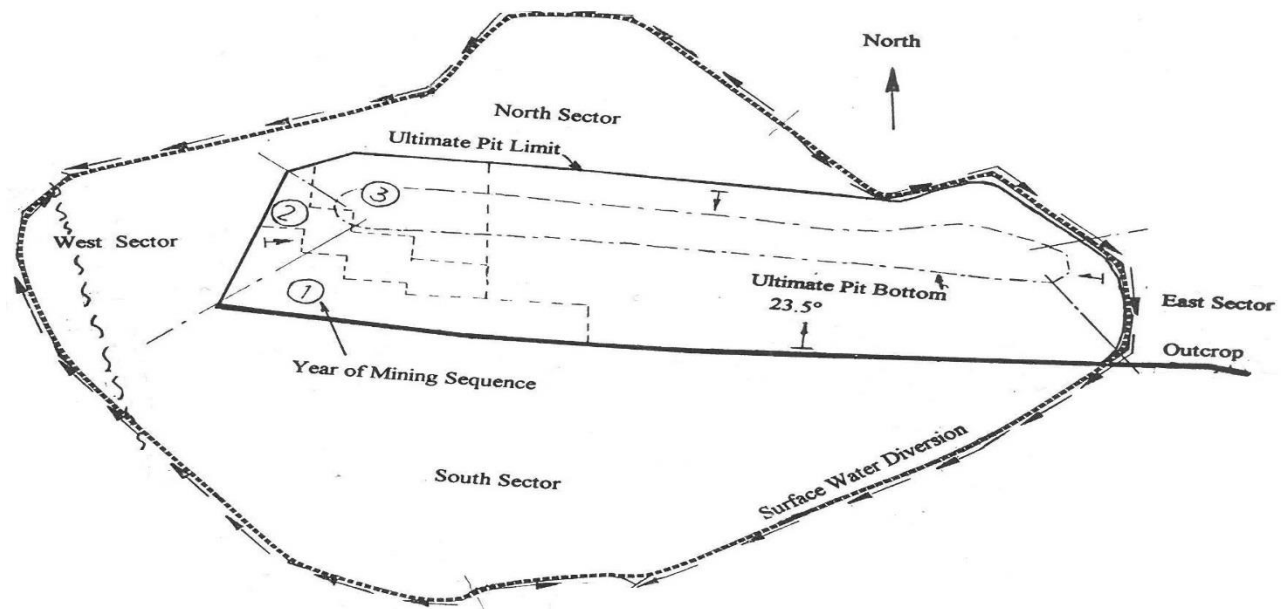 North
North Sector
Ultimate Pit Limit
③
②
West Sector
Ultimate Pit Bottom
23.5º
①
East Sector
Outcrop
Year of Mining Sequence
Surface Water Diversion
South Sector